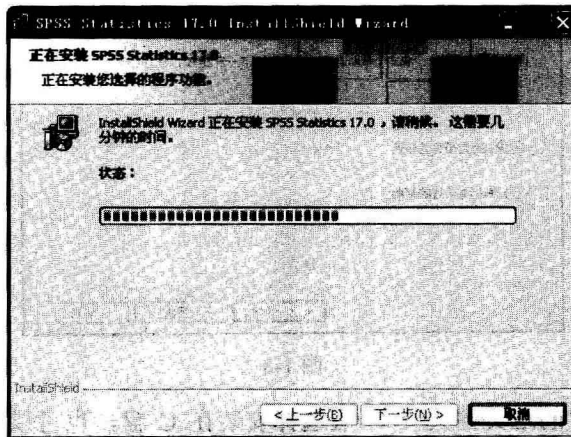 SPSS Statistics 17.0 InstallShield Wizard
正在安装 SPSS Statistics 17.0
正在安装您选择的程序功能。
InstallShield Wizard 正在安装 SPSS Statistics 17.0 ，请稍候。 这需要几
分钟的时间。
状态：
InstallShield
< 上一步(B) 下一步(N) > 取消